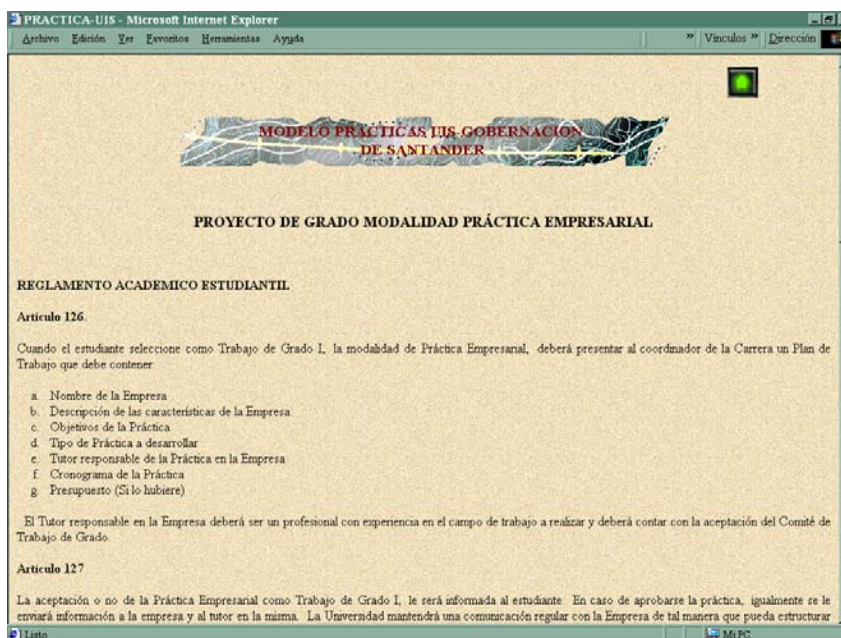 PRACTICA-UIS - Microsoft Internet Explorer
Archivo Edición Ver Favoritos Herramientas Ayuda » Vínculos » Dirección
MODELO PRACTICAS UIS-GOBERNACION
DE SANTANDER
PROYECTO DE GRADO MODALIDAD PRÁCTICA EMPRESARIAL
REGLAMENTO ACADEMICO ESTUDIANTIL
Artículo 126.
Cuando el estudiante seleccione como Trabajo de Grado I, la modalidad de Práctica Empresarial, deberá presentar al coordinador de la Carrera un Plan de
Trabajo que debe contener:
a. Nombre de la Empresa
b. Descripción de las características de la Empresa
c. Objetivos de la Práctica
d. Tipo de Práctica a desarrollar
e. Tutor responsable de la Práctica en la Empresa
f. Cronograma de la Práctica
g. Presupuesto (Si lo hubiere)
El Tutor responsable en la Empresa deberá ser un profesional con experiencia en el campo de trabajo a realizar y deberá contar con la aceptación del Comité de
Trabajo de Grado.
Artículo 127
La aceptación o no de la Práctica Empresarial como Trabajo de Grado I, le será informada al estudiante. En caso de aprobarse la práctica, igualmente se le
enviará información a la empresa y al tutor en la misma. La Universidad mantendrá una comunicación regular con la Empresa de tal manera que pueda estructurar
Listo Mi PC